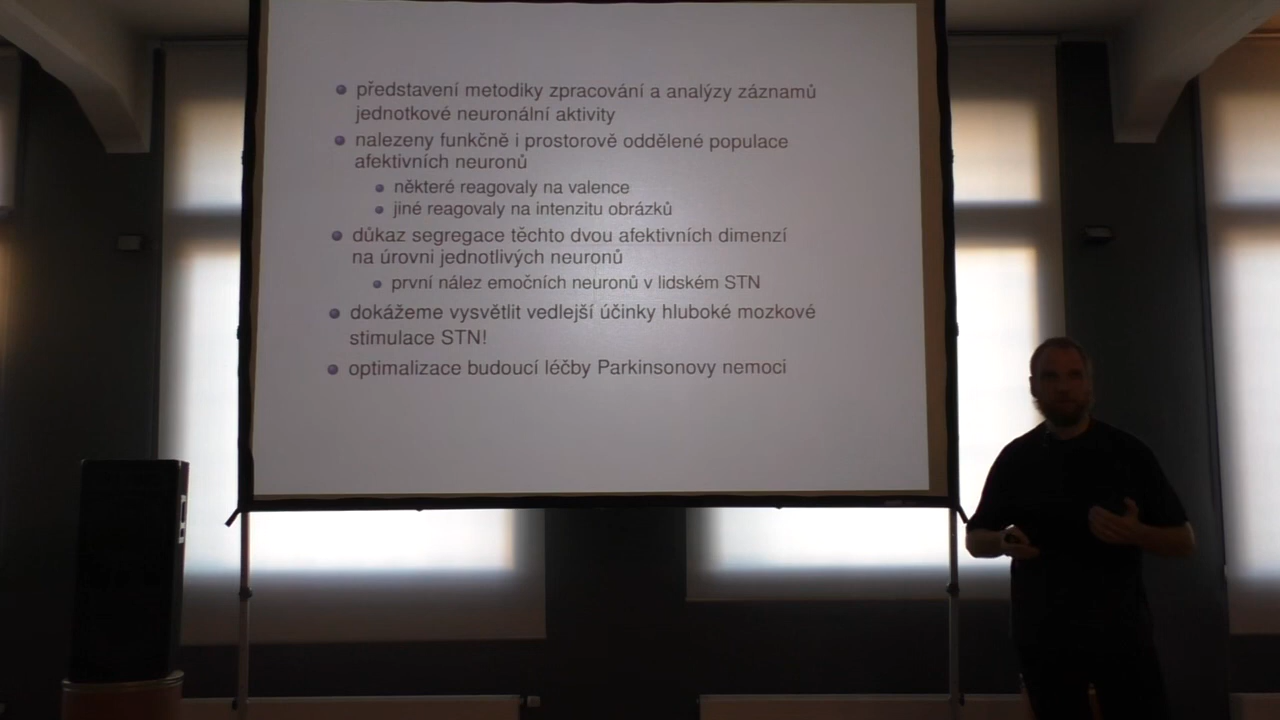 představení metodiky zpracování a analýzy záznamů
jednotkové neuronální aktivity
nalezeny funkčně i prostorově oddělené populace
afektivních neuronů
některé reagovaly na valence
jiné reagovaly na intenzitu obrázků
důkaz segregace těchto dvou afektivních dimenzí
na úrovni jednotlivých neuronů
první nález emočních neuronů v lidském STN
dokážeme vysvětlit vedlejší účinky hluboké mozkové
stimulace STN!
optimalizace budoucí léčby Parkinsonovy nemoci